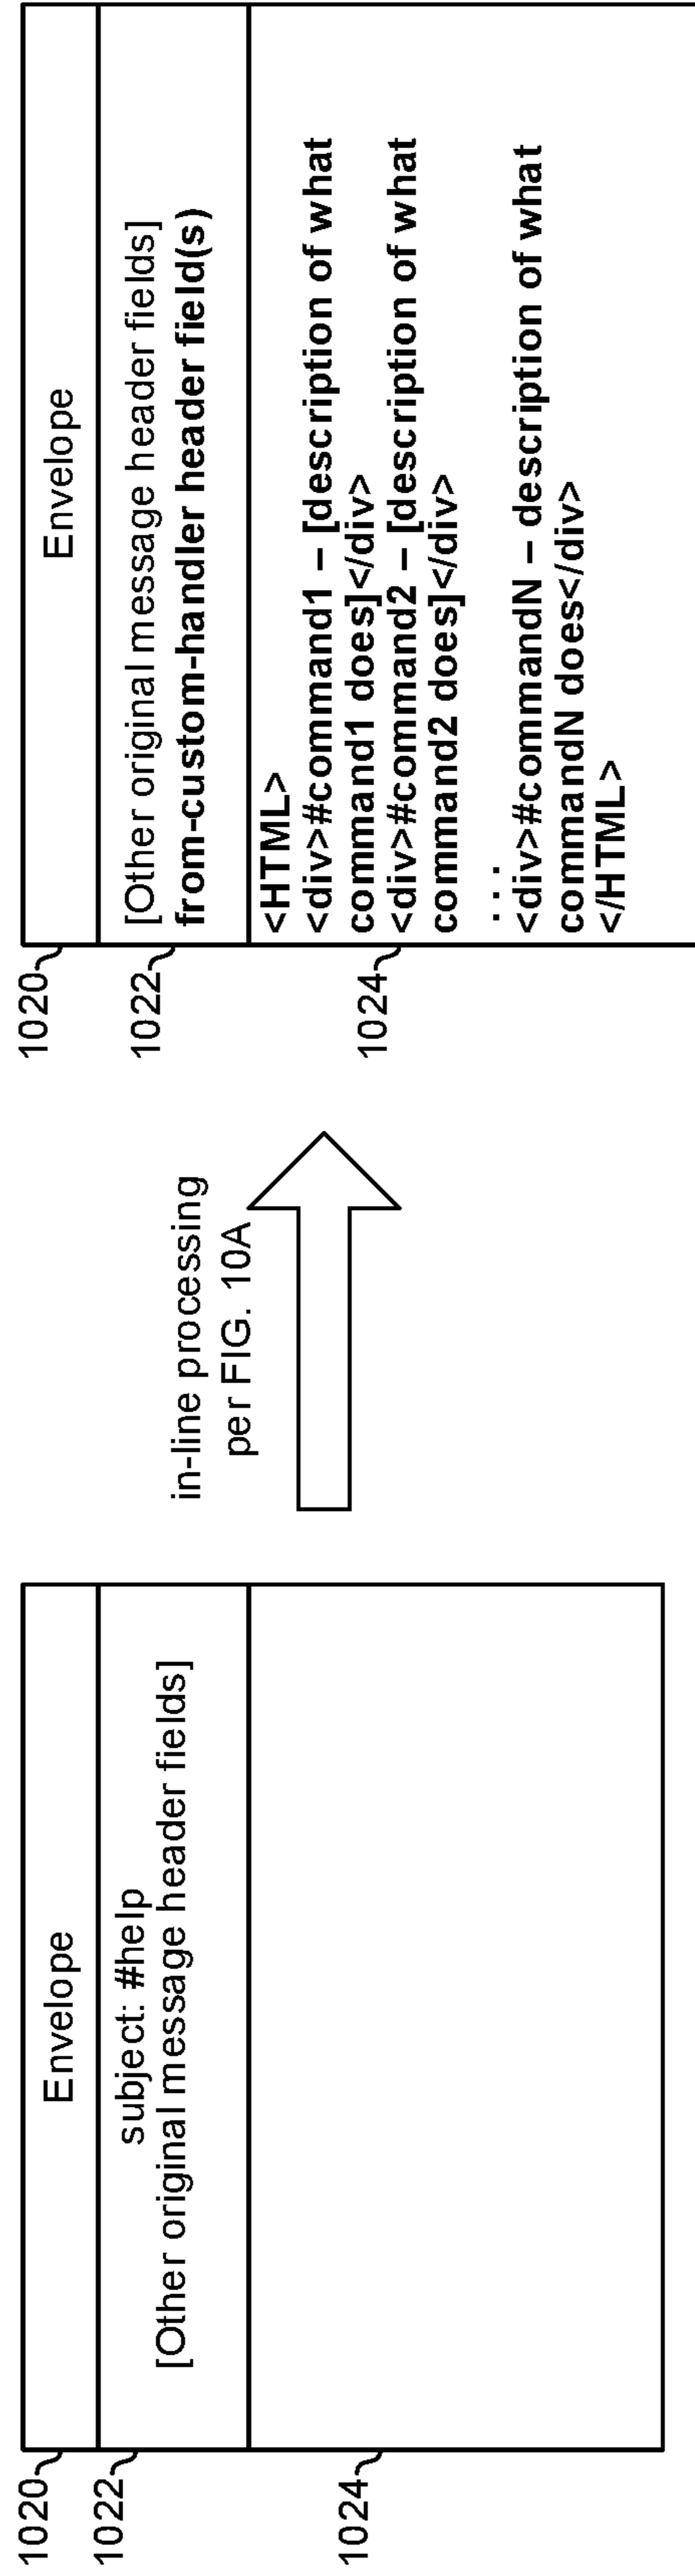 1020
Envelope
1022
subject: #help
[Other original message header fields]
1024
in-line processing
per FIG. 10A
1020
Envelope
1022
[Other original message header fields]
from-custom-handler header field(s)
1024
<HTML>
<div>#command1 – [description of what
command1 does]</div>
<div>#command2 – [description of what
command2 does]</div>
. . .
<div>#commandN – description of what
commandN does</div>
</HTML>